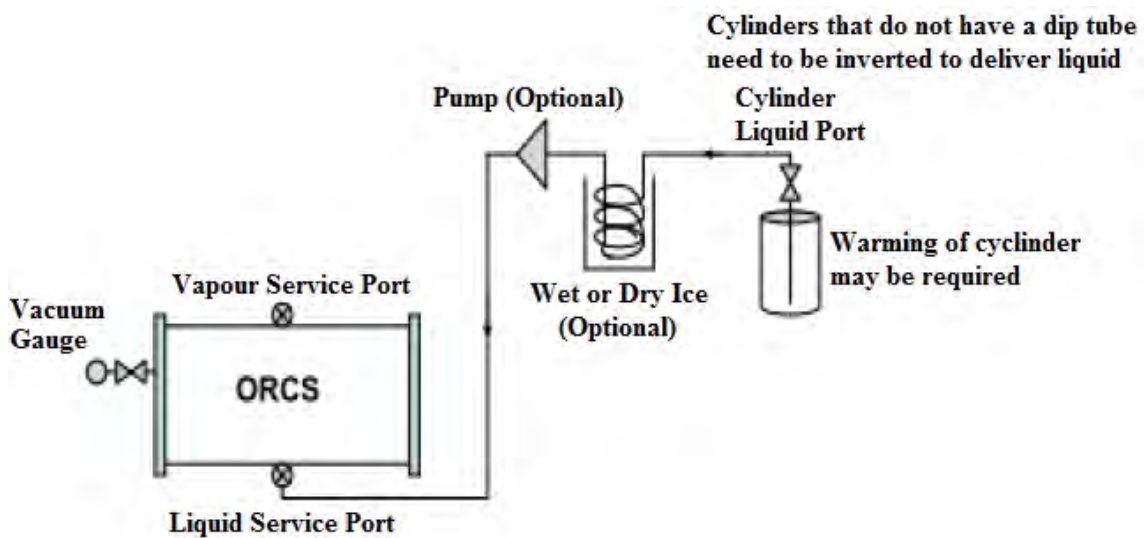 Cylinders that do not have a dip tube
need to be inverted to deliver liquid
Pump (Optional)
Cylinder
Liquid Port
Vapour Service Port
Wet or Dry Ice
(Optional)
Warming of cyclinder
may be required
Vacuum
Gauge
ORCS
Liquid Service Port